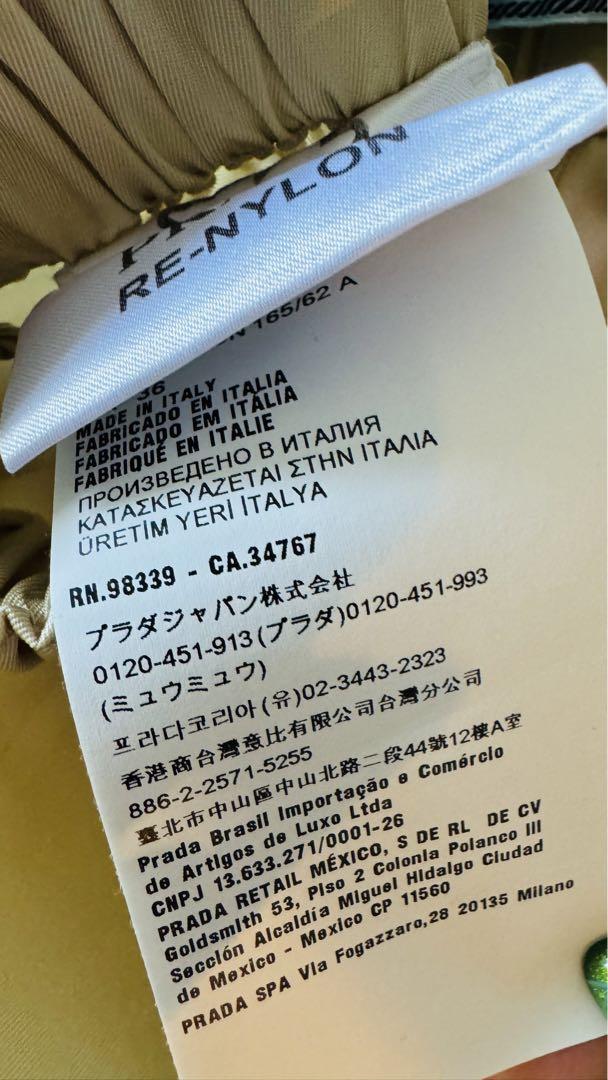 RE-NYLON
165/62 A
36
MADE IN ITALY
FABRICADO EN ITALIA
FABRICADO EM ITÁLIA
FABRIQUÉ EN ITALIE
ПРОИЗВЕДЕНО В ИТАЛИЯ
ΚΑΤΑΣΚΕΥΑΖΕΤΑΙ ΣΤΗΝ ΙΤΑΛΙΑ
ÜRETİM YERİ İTALYA
RN.98339 - CA.34767
プラダジャパン株式会社
0120-451-913(プラダ)0120-451-993
(ミュウミュウ)
프라다코리아(유)02-3443-2323
香港商台灣意比有限公司台灣分公司
886-2-2571-5255
臺北市中山區中山北路二段44號12樓A室
Prada Brasil Importação e Comércio
de Artigos de Luxo Ltda
CNPJ 13.633.271/0001-26
PRADA RETAIL MÉXICO, S DE RL DE CV
Goldsmith 53, Piso 2 Colonia Polanco III
Sección Alcaldía Miguel Hidalgo Ciudad
de Mexico - Mexico CP 11560
PRADA SPA Via Fogazzaro,28 20135 Milano